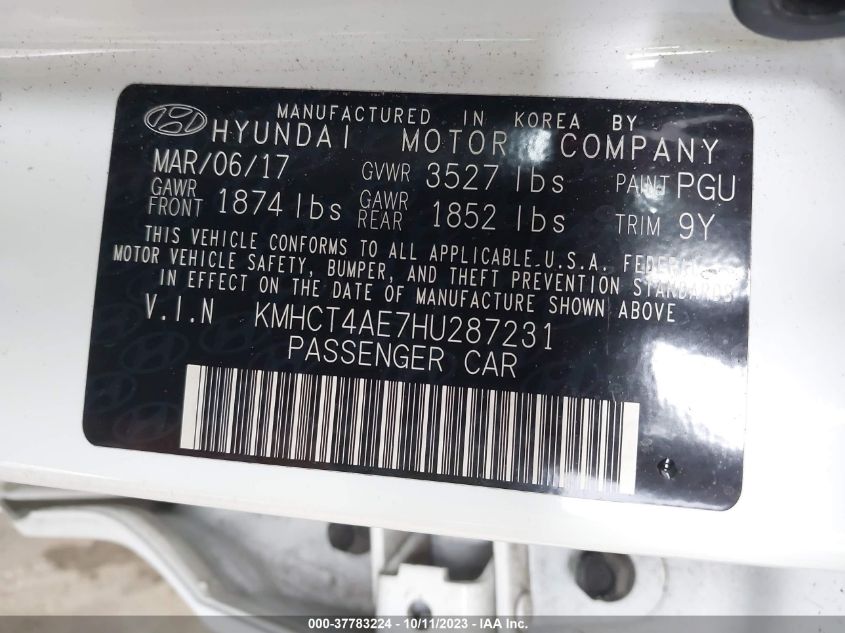 MANUFACTURED IN KOREA BY
HYUNDAI MOTOR COMPANY
MAR/06/17 GVWR 3527 lbs PAINT PGU
GAWR FRONT 1874 lbs GAWR REAR 1852 lbs TRIM 9Y
THIS VEHICLE CONFORMS TO ALL APPLICABLE U.S.A. FEDERAL
MOTOR VEHICLE SAFETY, BUMPER, AND THEFT PREVENTION STANDARDS
IN EFFECT ON THE DATE OF MANUFACTURE SHOWN ABOVE
V.I.N KMHCT4AE7HU287231
PASSENGER CAR
000-37783224 - 10/11/2023 - IAA Inc.